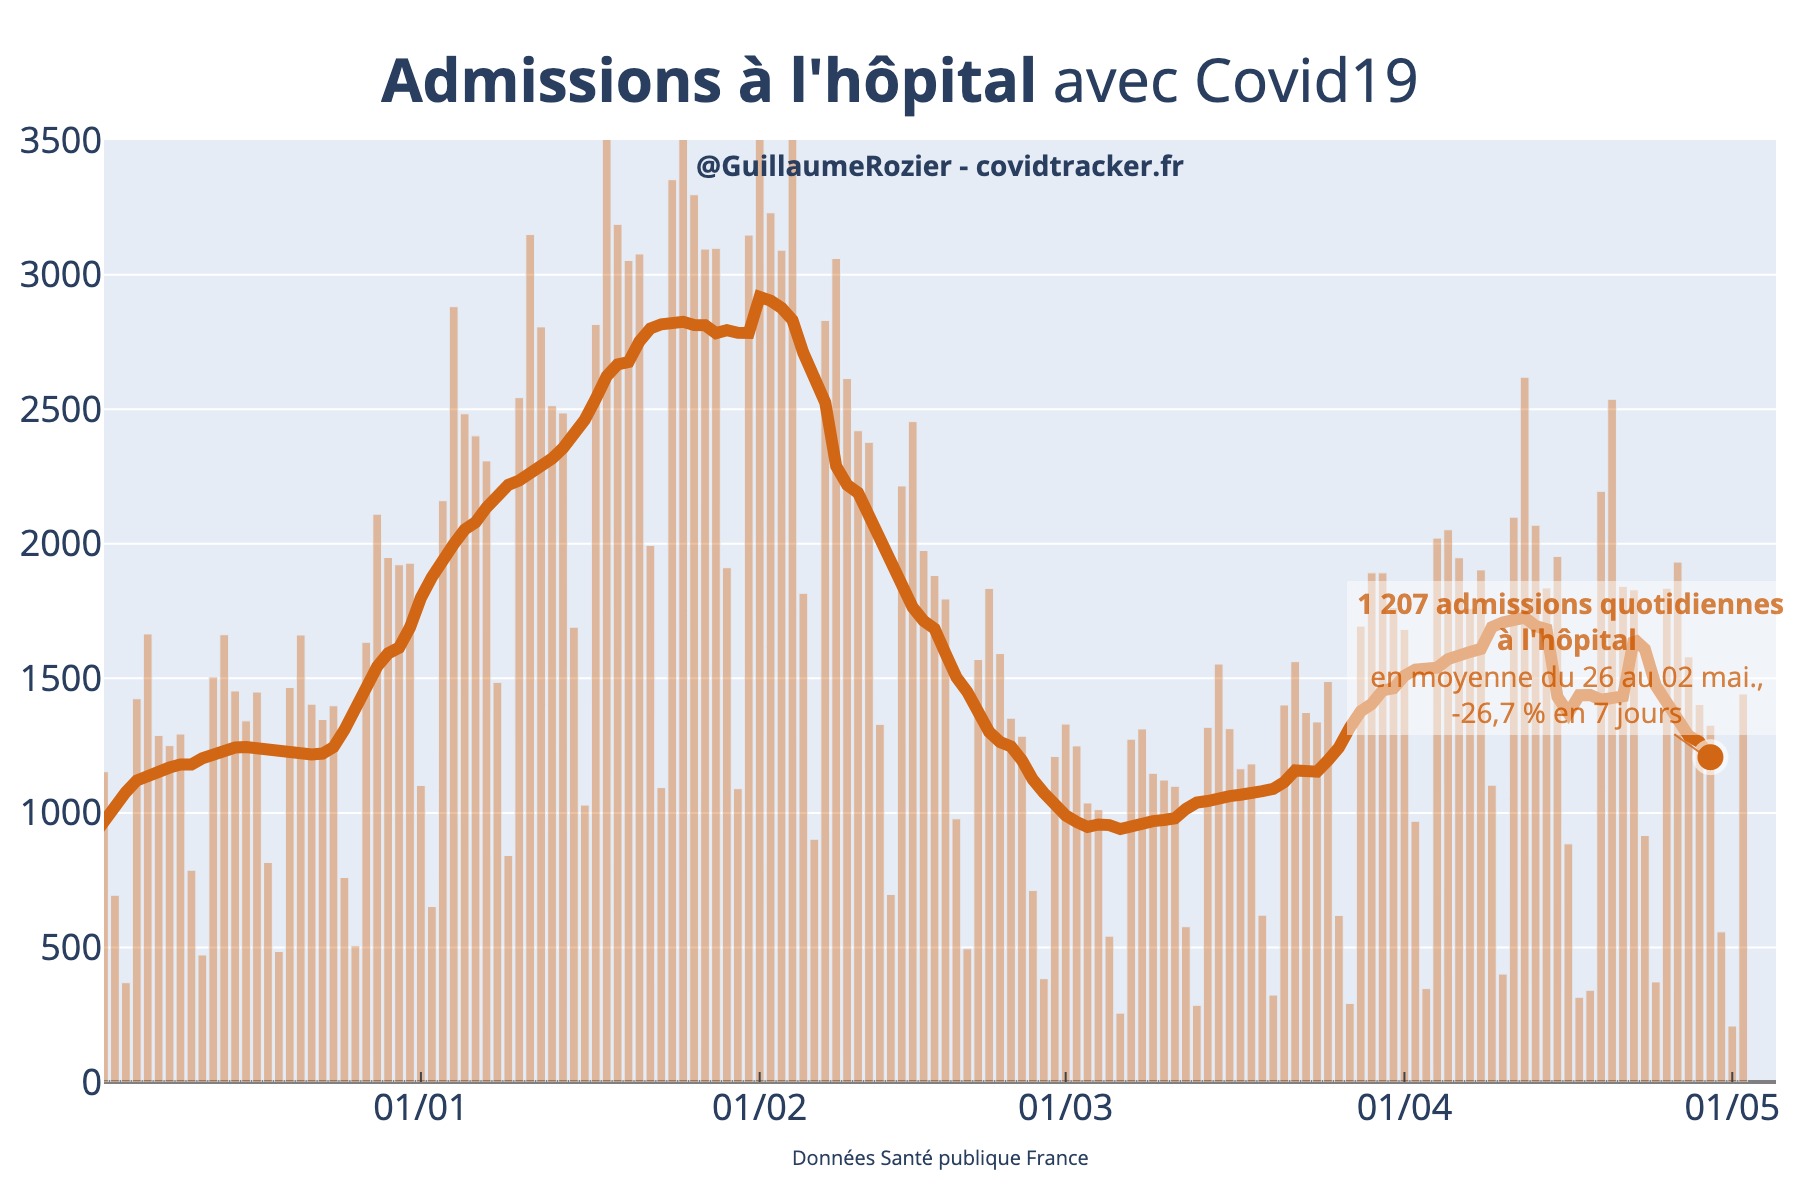 Admissions à l'hôpital avec Covid19
3500
@GuillaumeRozier - covidtracker.fr
3000
2500
2000
1 207 admissions quotidiennes
à l'hôpital
en moyenne du 26 au 02 mai.,
-26,7 % en 7 jours
1500
1000
500
0
01/01 01/02 01/03 01/04 01/05
Données Santé publique France